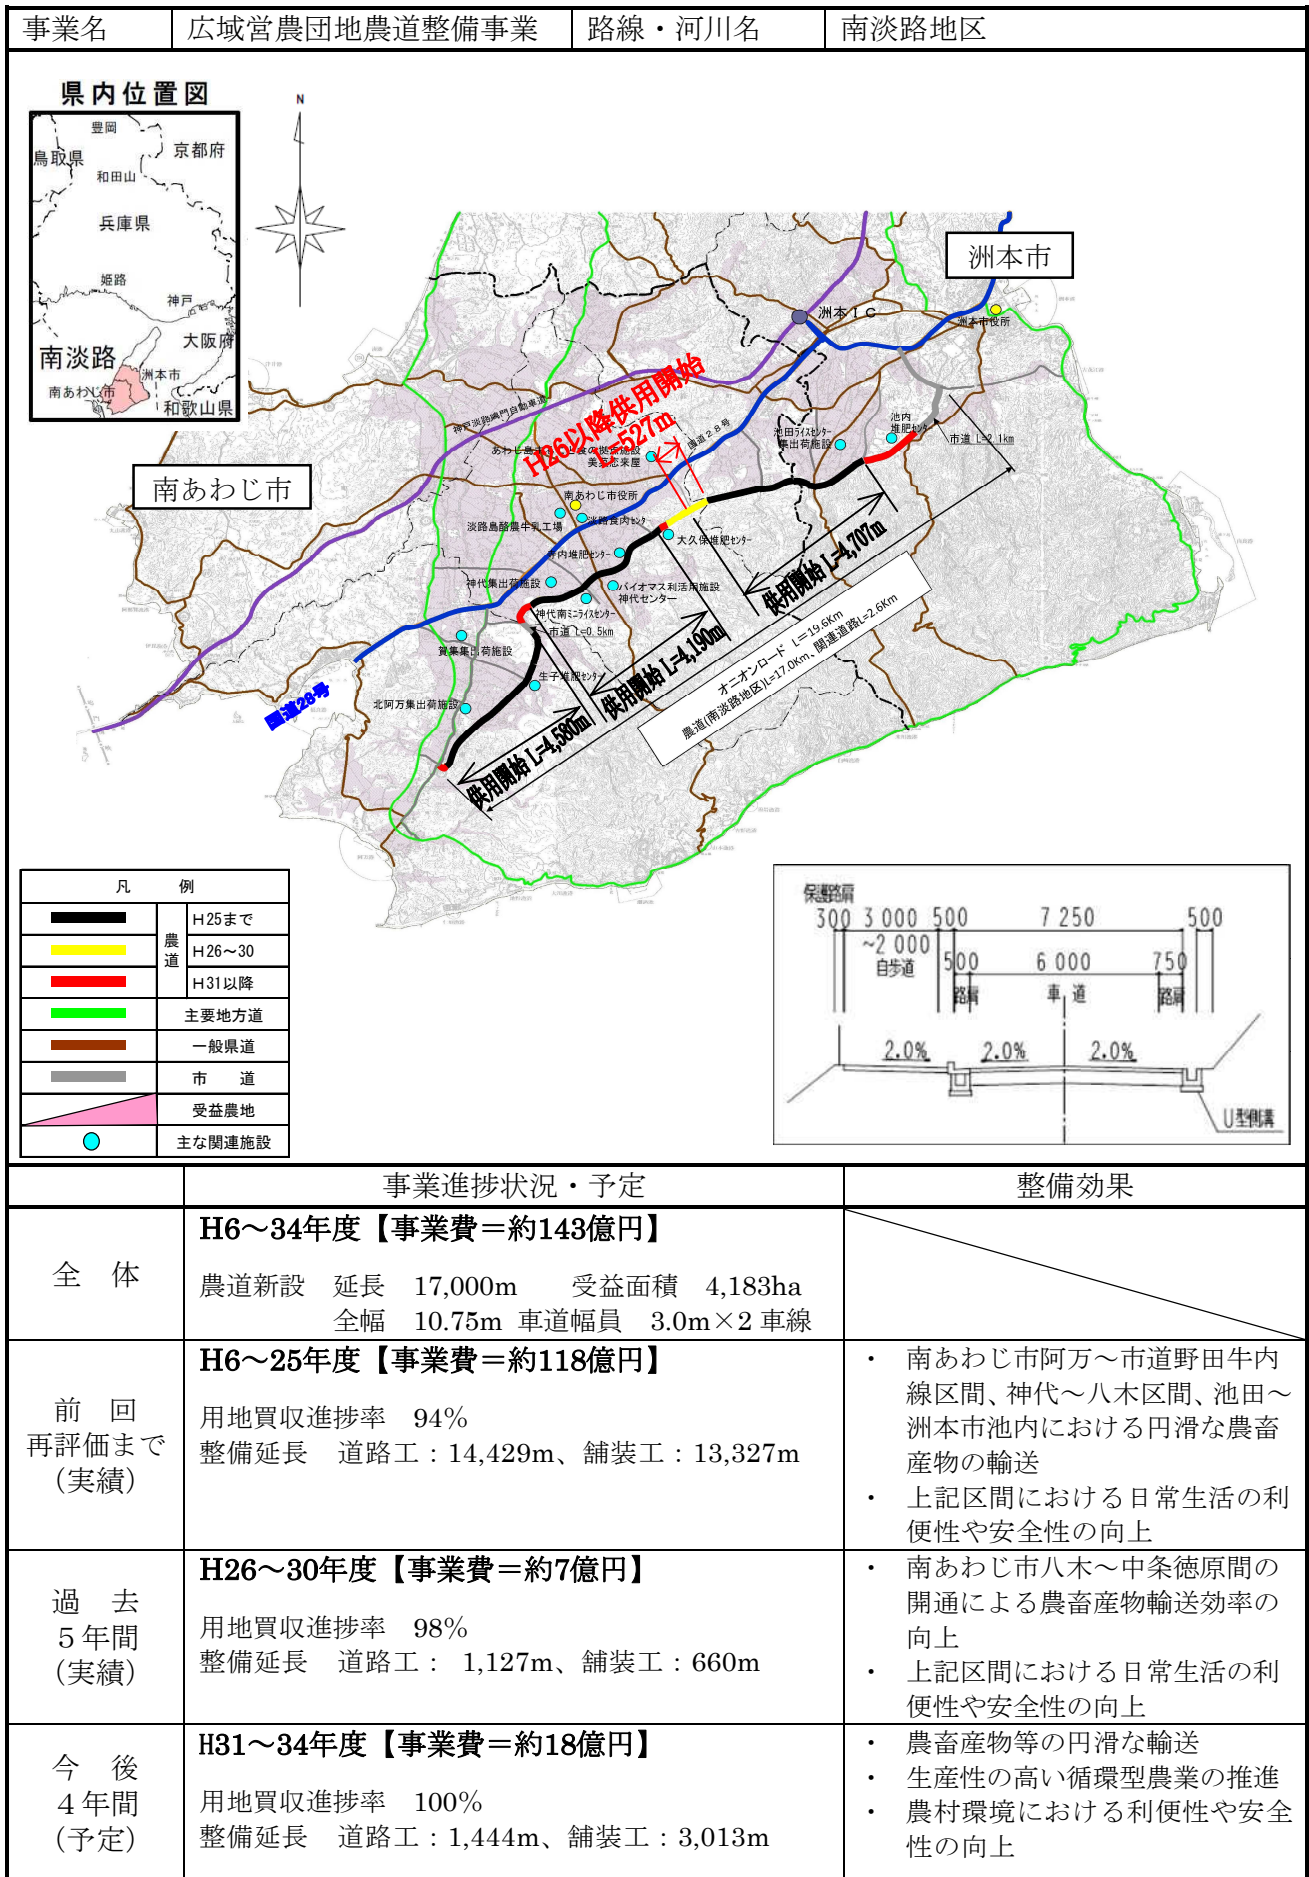 事業名 広域営農団地農道整備事業 路線・河川名 南淡路地区
県内位置図
豊岡
鳥取県
京都府
和田山
兵庫県
姫路
神戸
大阪府
南淡路
洲本市
南あわじ市
和歌山県
N
洲本市
洲本IC
洲本市役所
神戸淡路鳴門自動車道
H26以降供用開始
L=527m
国道28号
池内
堆肥センター
池田ライスセンター
集出荷施設
市道 L=2.1km
美菜恋来屋
南あわじ市
南あわじ市役所
淡路島酪農牛乳工場
淡路食肉センター
大久保堆肥センター
寺内堆肥センター
神代集出荷施設
バイオマス利活用施設
神代センター
神代南ミニライスセンター
市道 L=0.5km
賀集集出荷施設
生子堆肥センター
北阿万集出荷施設
国道28号
供用開始 L=4,707m
供用開始 L=4,190m
供用開始 L=4,580m
オニオンロード L=19.6Km
農道(南淡路地区)L=17.0Km、関連道路L=2.6Km
凡 例
農道
H25まで
H26～30
H31以降
主要地方道
一般県道
市 道
受益農地
主な関連施設
保護路肩
300 3 000 500 7 250 500
~2 000
自歩道
500 6 000 750
路肩 車 道 路肩
2.0% 2.0% 2.0%
U型側溝
事業進捗状況・予定 整備効果
全 体
H6～34年度【事業費＝約143億円】
農道新設 延長 17,000m 受益面積 4,183ha
全幅 10.75m 車道幅員 3.0m×2 車線
前 回
再評価まで
(実績)
H6～25年度【事業費＝約118億円】
用地買収進捗率 94%
整備延長 道路工：14,429m、舗装工：13,327m
・ 南あわじ市阿万～市道野田牛内
線区間、神代～八木区間、池田～
洲本市池内における円滑な農畜
産物の輸送
・ 上記区間における日常生活の利
便性や安全性の向上
過 去
５年間
(実績)
H26～30年度【事業費＝約7億円】
用地買収進捗率 98%
整備延長 道路工： 1,127m、舗装工：660m
・ 南あわじ市八木～中条徳原間の
開通による農畜産物輸送効率の
向上
・ 上記区間における日常生活の利
便性や安全性の向上
今 後
４年間
(予定)
H31～34年度【事業費＝約18億円】
用地買収進捗率 100%
整備延長 道路工：1,444m、舗装工：3,013m
・ 農畜産物等の円滑な輸送
・ 生産性の高い循環型農業の推進
・ 農村環境における利便性や安全
性の向上